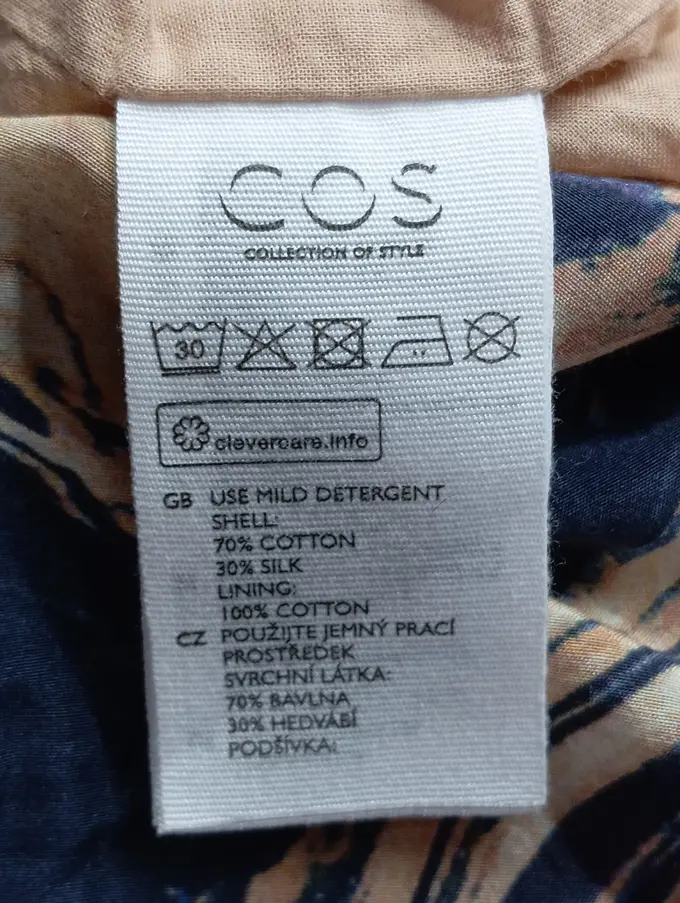 COS
COLLECTION OF STYLE
30
clevercare.info
GB USE MILD DETERGENT
SHELL:
70% COTTON
30% SILK
LINING:
100% COTTON
CZ POUŽIJTE JEMNÝ PRACÍ
PROSTŘEDEK
SVRCHNÍ LÁTKA:
70% BAVLNA
30% HEDVÁBÍ
PODŠÍVKA: